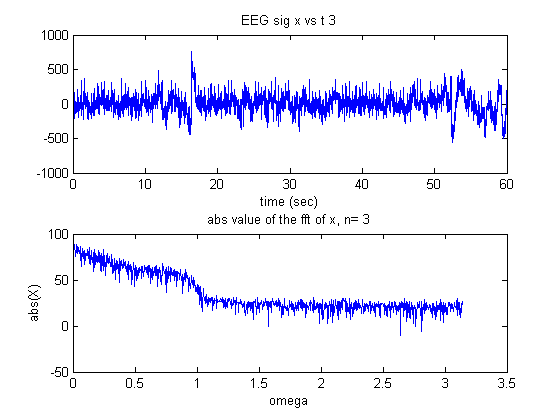 EEG sig x vs t 3
1000
500
0
-500
-1000
0 10 20 30 40 50 60
time (sec)
abs value of the fft of x, n= 3
100
50
0
-50
abs(X)
0 0.5 1 1.5 2 2.5 3 3.5
omega